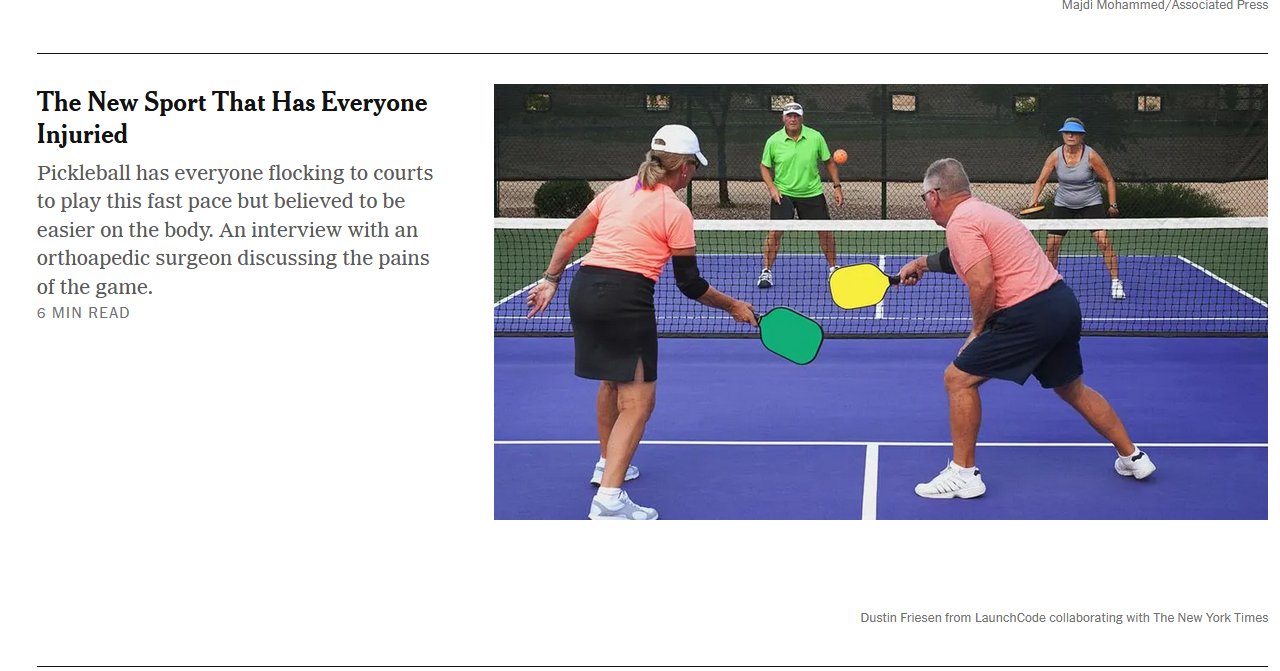 Majdi Mohammed/Associated Press
The New Sport That Has Everyone
Injuried
Pickleball has everyone flocking to courts
to play this fast pace but believed to be
easier on the body. An interview with an
orthoapedic surgeon discussing the pains
of the game.
6 MIN READ
Dustin Friesen from LaunchCode collaborating with The New York Times